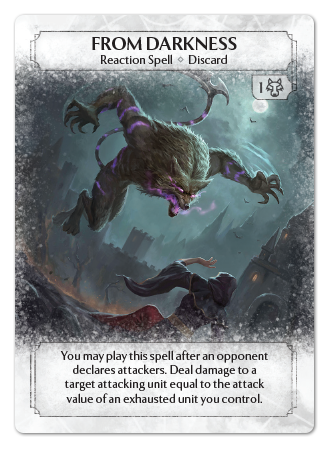 FROM DARKNESS
Reaction Spell ◇ Discard
1
You may play this spell after an opponent
declares attackers. Deal damage to a
target attacking unit equal to the attack
value of an exhausted unit you control.